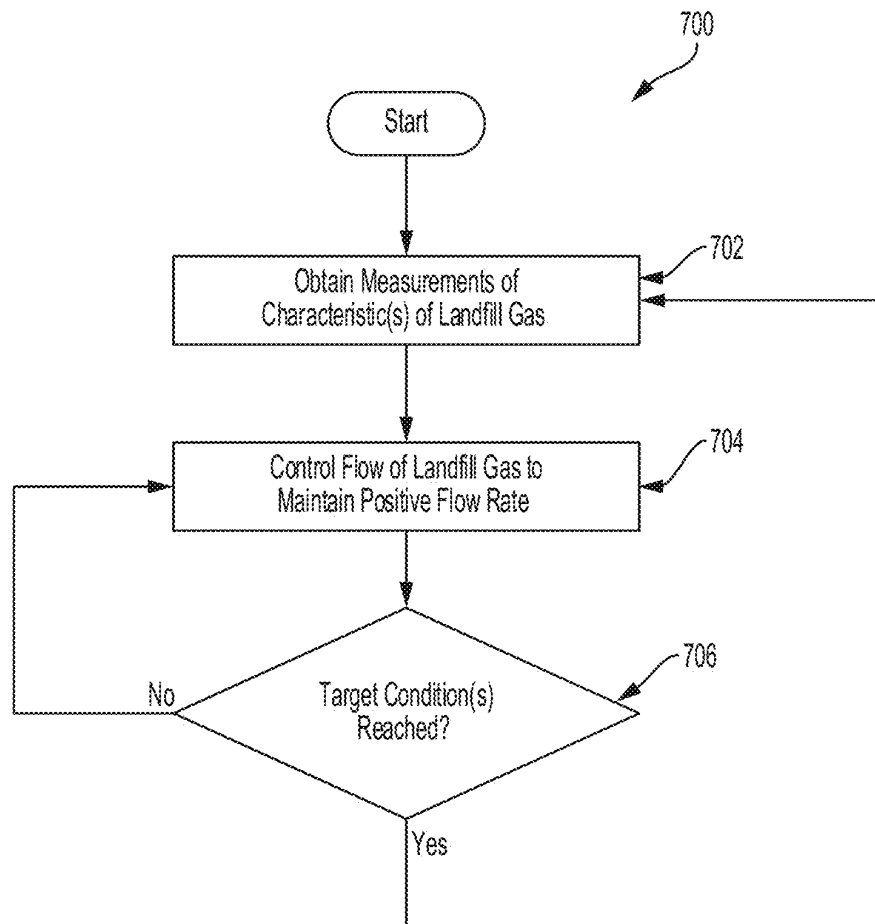 700
Start
702
Obtain Measurements of
Characteristic(s) of Landfill Gas
704
Control Flow of Landfill Gas to
Maintain Positive Flow Rate
706
No
Target Condition(s)
Reached?
Yes